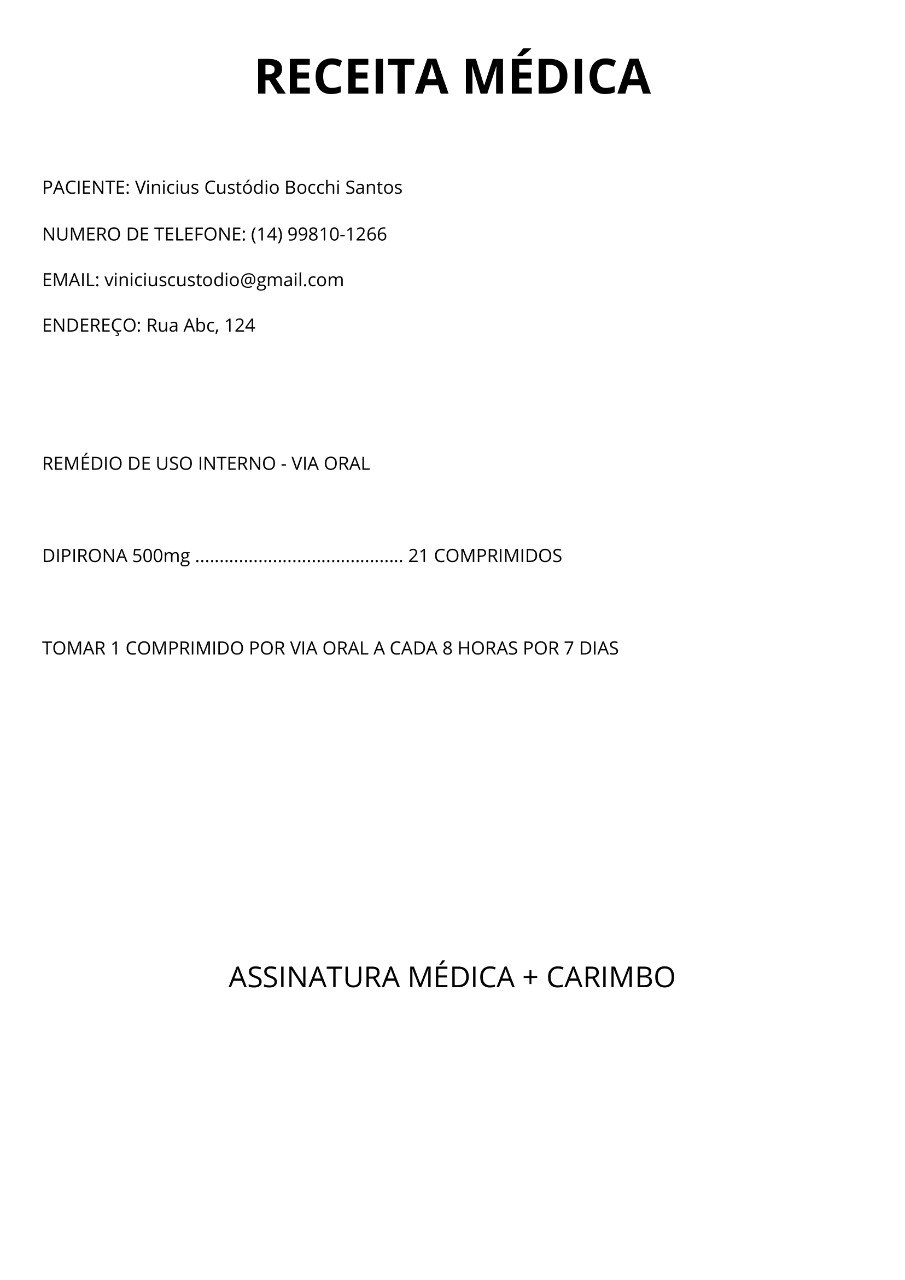 RECEITA MÉDICA
PACIENTE: Vinicius Custódio Bocchi Santos
NUMERO DE TELEFONE: (14) 99810-1266
EMAIL: viniciuscustodio@gmail.com
ENDEREÇO: Rua Abc, 124
REMÉDIO DE USO INTERNO - VIA ORAL
DIPIRONA 500mg ........................................... 21 COMPRIMIDOS
TOMAR 1 COMPRIMIDO POR VIA ORAL A CADA 8 HORAS POR 7 DIAS
ASSINATURA MÉDICA + CARIMBO